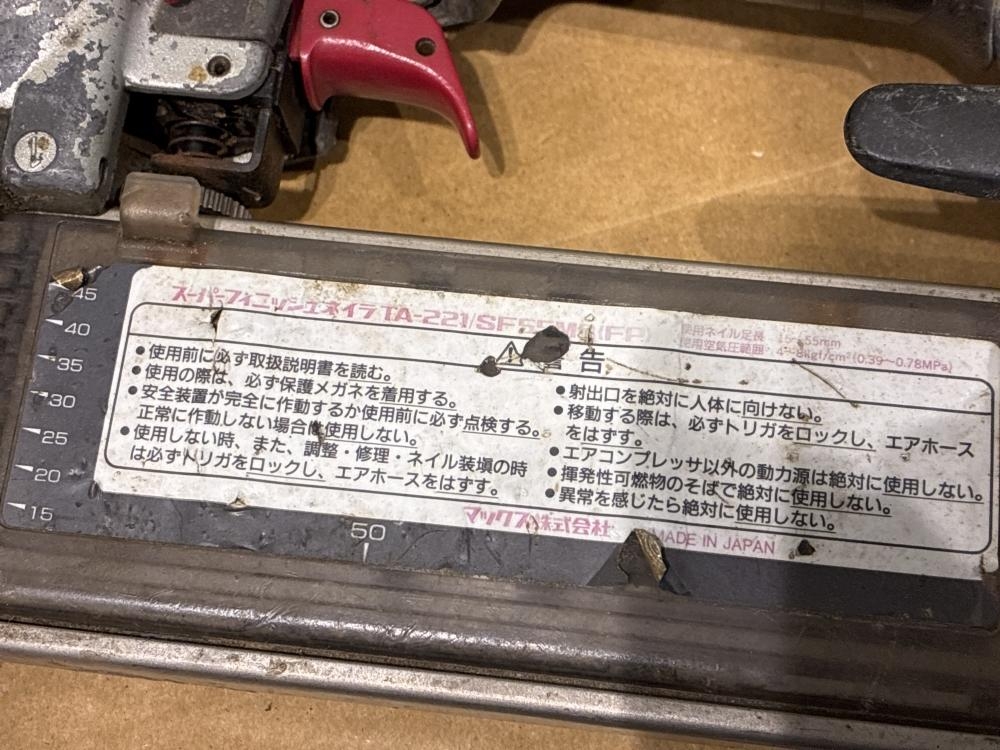 スーパーフィニッシュネイラ TA-221/SF55M1(FP)
使用ネイル足長 15~55mm
使用空気圧範囲 4~8kgf/cm²(0.39~0.78MPa)
警告
●使用前に必ず取扱説明書を読む。
●使用の際は、必ず保護メガネを着用する。
●安全装置が完全に作動するか使用前に必ず点検する。
正常に作動しない場合は使用しない。
●使用しない時、また、調整・修理・ネイル装填の時
は必ずトリガをロックし、エアホースをはずす。
●射出口を絶対に人体に向けない。
●移動する際は、必ずトリガをロックし、エアホース
をはずす。
●エアコンプレッサ以外の動力源は絶対に使用しない。
●揮発性可燃物のそばで絶対に使用しない。
●異常を感じたら絶対に使用しない。
マックス株式会社 MADE IN JAPAN
45
40
35
30
25
20
15
50